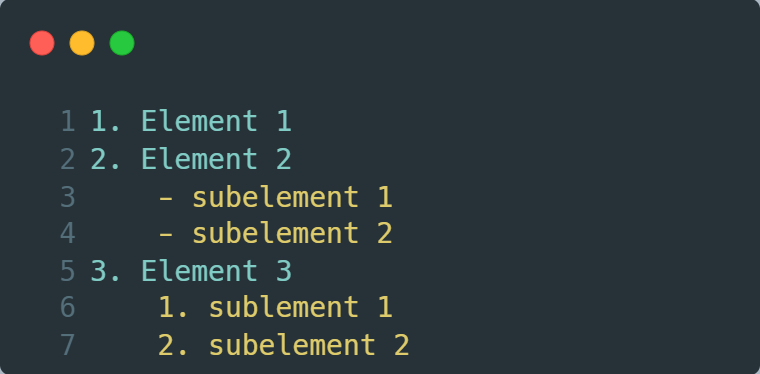 1 1. Element 1
2 2. Element 2
3     - subelement 1
4     - subelement 2
5 3. Element 3
6     1. sublement 1
7     2. subelement 2